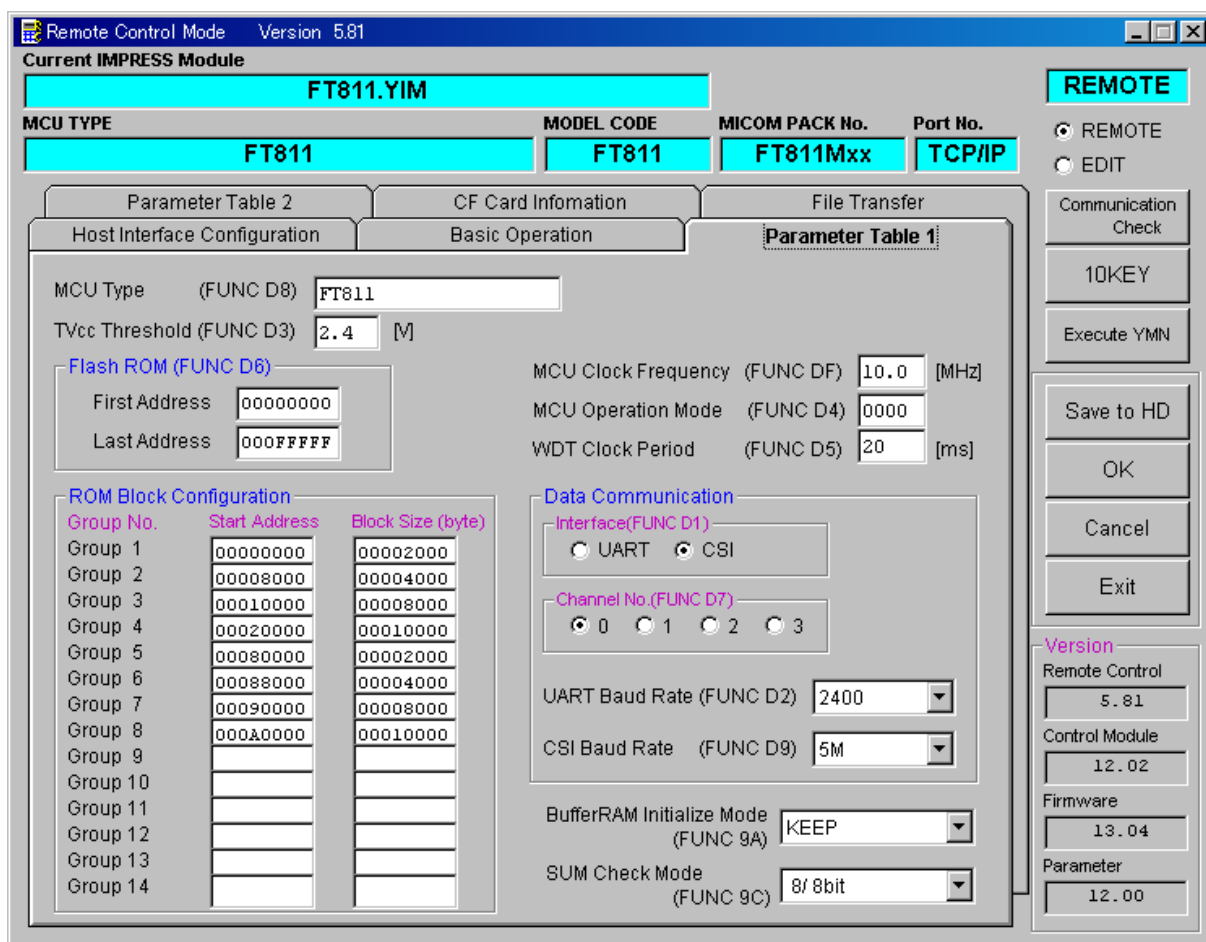 Remote Control Mode Version 5.81
Current IMPRESS Module
FT811.YIM
REMOTE
MCU TYPE MODEL CODE MICOM PACK No. Port No.
FT811 FT811 FT811Mxx TCP/IP
REMOTE
EDIT
Parameter Table 2 CF Card Infomation File Transfer
Host Interface Configuration Basic Operation Parameter Table 1
Communication
Check
10KEY
Execute YMN
Save to HD
OK
Cancel
Exit
MCU Type (FUNC D8) FT811
TVcc Threshold (FUNC D3) 2.4 [V]
Flash ROM (FUNC D6)
First Address 00000000
Last Address 000FFFFF
MCU Clock Frequency (FUNC DF) 10.0 [MHz]
MCU Operation Mode (FUNC D4) 0000
WDT Clock Period (FUNC D5) 20 [ms]
ROM Block Configuration
Group No. Start Address Block Size (byte)
Group 1 00000000 00002000
Group 2 00008000 00004000
Group 3 00010000 00008000
Group 4 00020000 00010000
Group 5 00080000 00002000
Group 6 00088000 00004000
Group 7 00090000 00008000
Group 8 000A0000 00010000
Group 9
Group 10
Group 11
Group 12
Group 13
Group 14
Data Communication
Interface(FUNC D1)
UART CSI
Channel No.(FUNC D7)
0 1 2 3
UART Baud Rate (FUNC D2) 2400
CSI Baud Rate (FUNC D9) 5M
BufferRAM Initialize Mode
(FUNC 9A) KEEP
SUM Check Mode
(FUNC 9C) 8/ 8bit
Version
Remote Control
5.81
Control Module
12.02
Firmware
13.04
Parameter
12.00